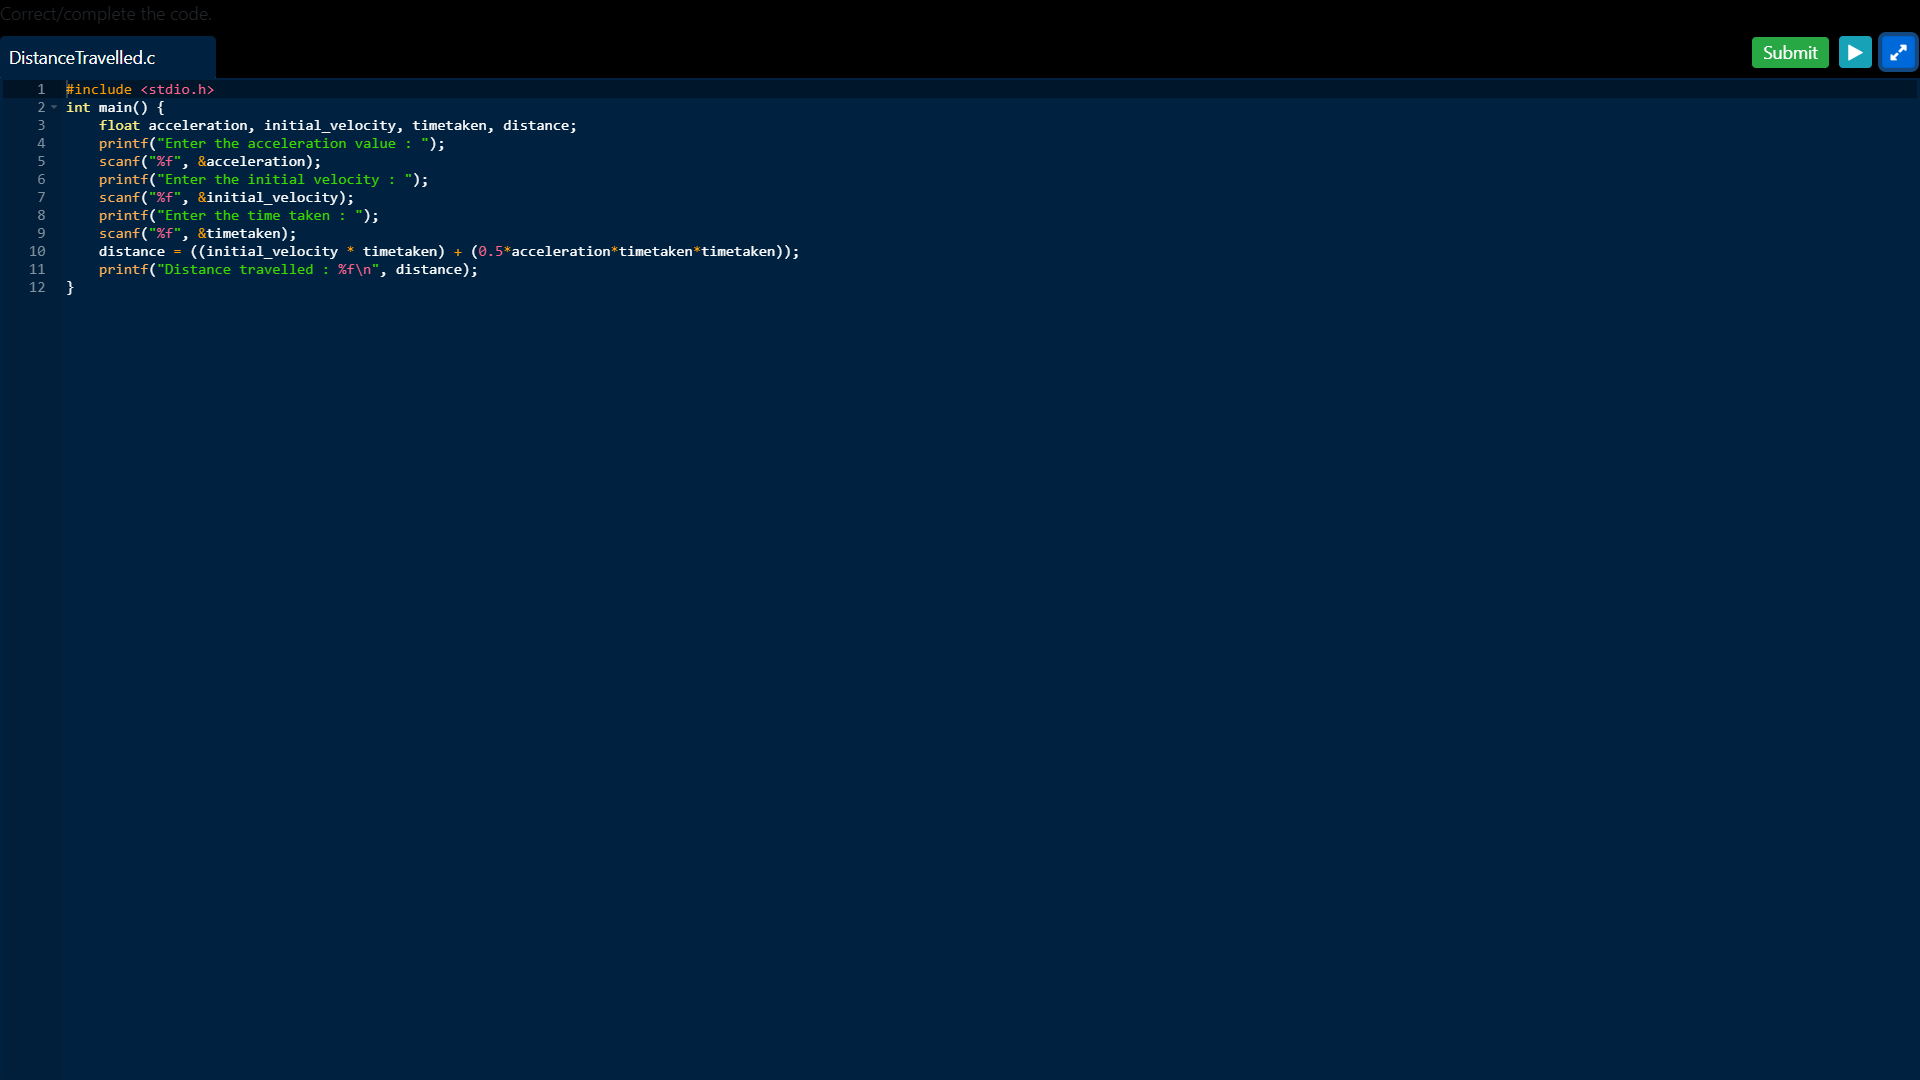 Correct/complete the code.
DistanceTravelled.c
Submit
1 #include <stdio.h>
2 int main() {
3 float acceleration, initial_velocity, timetaken, distance;
4 printf("Enter the acceleration value : ");
5 scanf("%f", &acceleration);
6 printf("Enter the initial velocity : ");
7 scanf("%f", &initial_velocity);
8 printf("Enter the time taken : ");
9 scanf("%f", &timetaken);
10 distance = ((initial_velocity * timetaken) + (0.5*acceleration*timetaken*timetaken));
11 printf("Distance travelled : %f\n", distance);
12 }